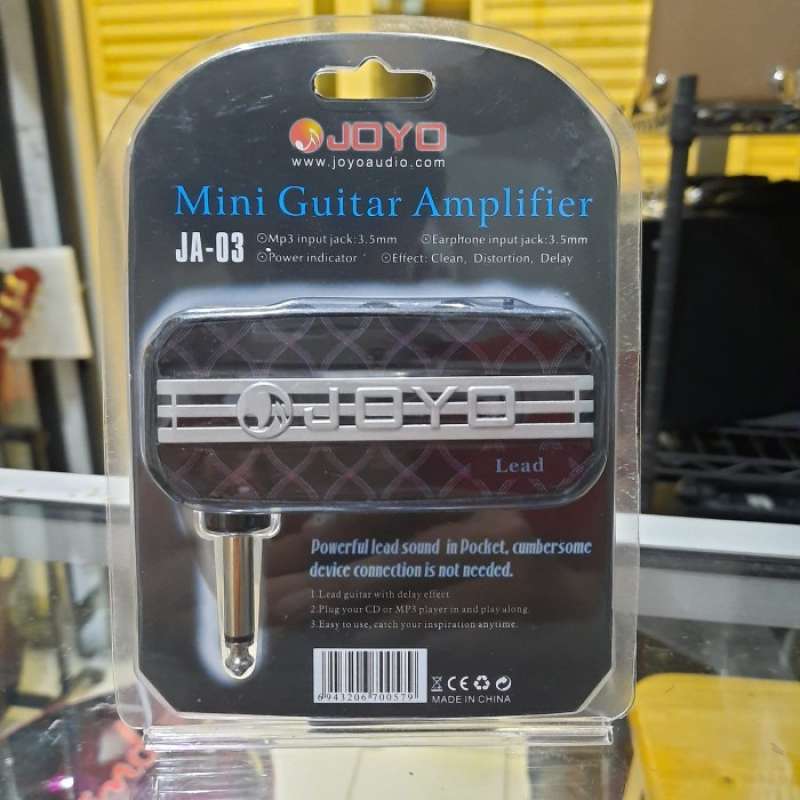 JOYO
www.joyoaudio.com
Mini Guitar Amplifier
JA-03
⊙Mp3 input jack:3.5mm ⊙Earphone input jack:3.5mm
⊙Power indicator ⊙Effect: Clean, Distortion, Delay
JOYO
Lead
Powerful lead sound in Pocket, cumbersome
device connection is not needed.
1.Lead guitar with delay effect
2.Plug your CD or MP3 player in and play along.
3.Easy to use, catch your inspiration anytime.
6943206700579
CE
MADE IN CHINA